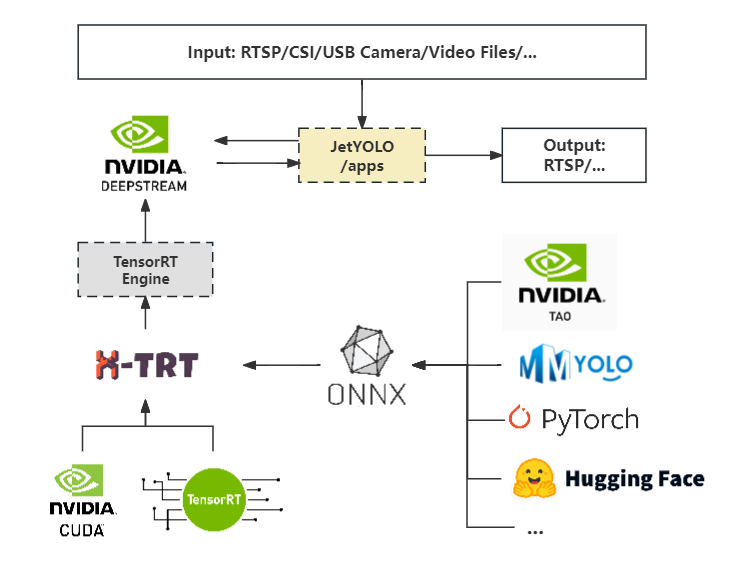 Input: RTSP/CSI/USB Camera/Video Files/...
NVIDIA.
DEEPSTREAM
JetYOLO
/apps
Output:
RTSP/...
TensorRT
Engine
NVIDIA.
TAO
X-TRT
ONNX
MMYOLO
PyTorch
Hugging Face
...
NVIDIA.
CUDA
TensorRT